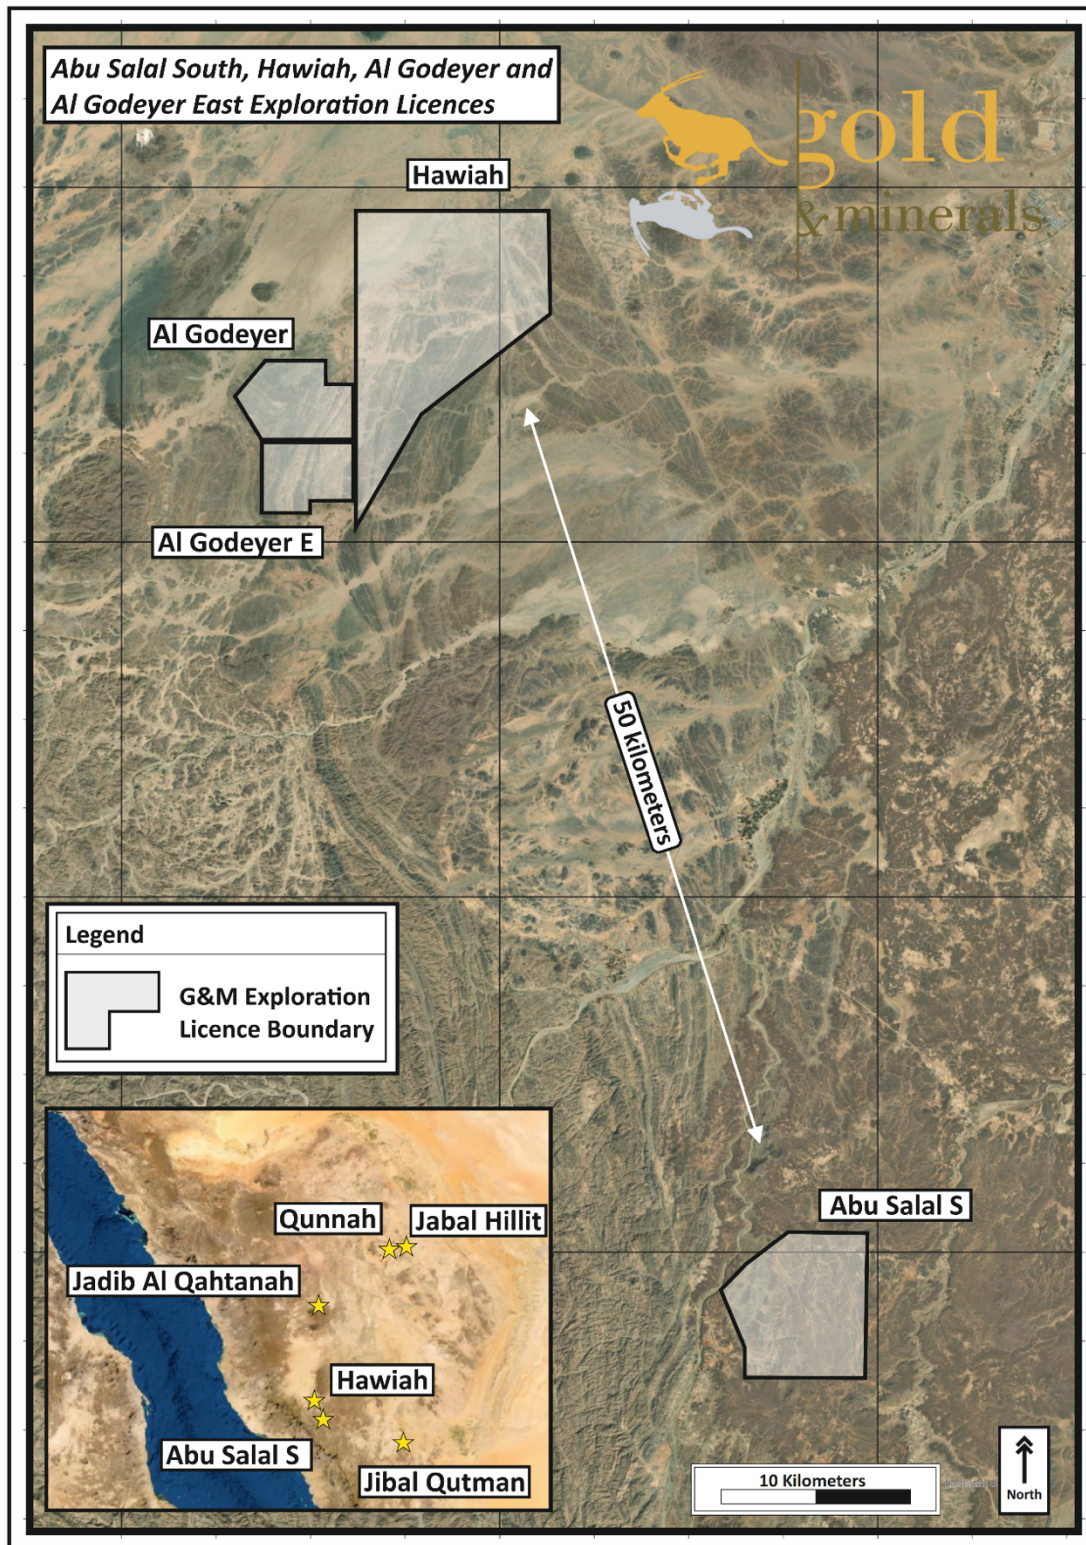 Abu Salal South, Hawiah, Al Godeyer and
Al Godeyer East Exploration Licences
gold
& minerals
Hawiah
Al Godeyer
Al Godeyer E
50 kilometers
Legend
G&M Exploration
Licence Boundary
Abu Salal S
Qunnah
Jabal Hillit
Jadib Al Qahtanah
Hawiah
Abu Salal S
Jibal Qutman
10 Kilometers
North